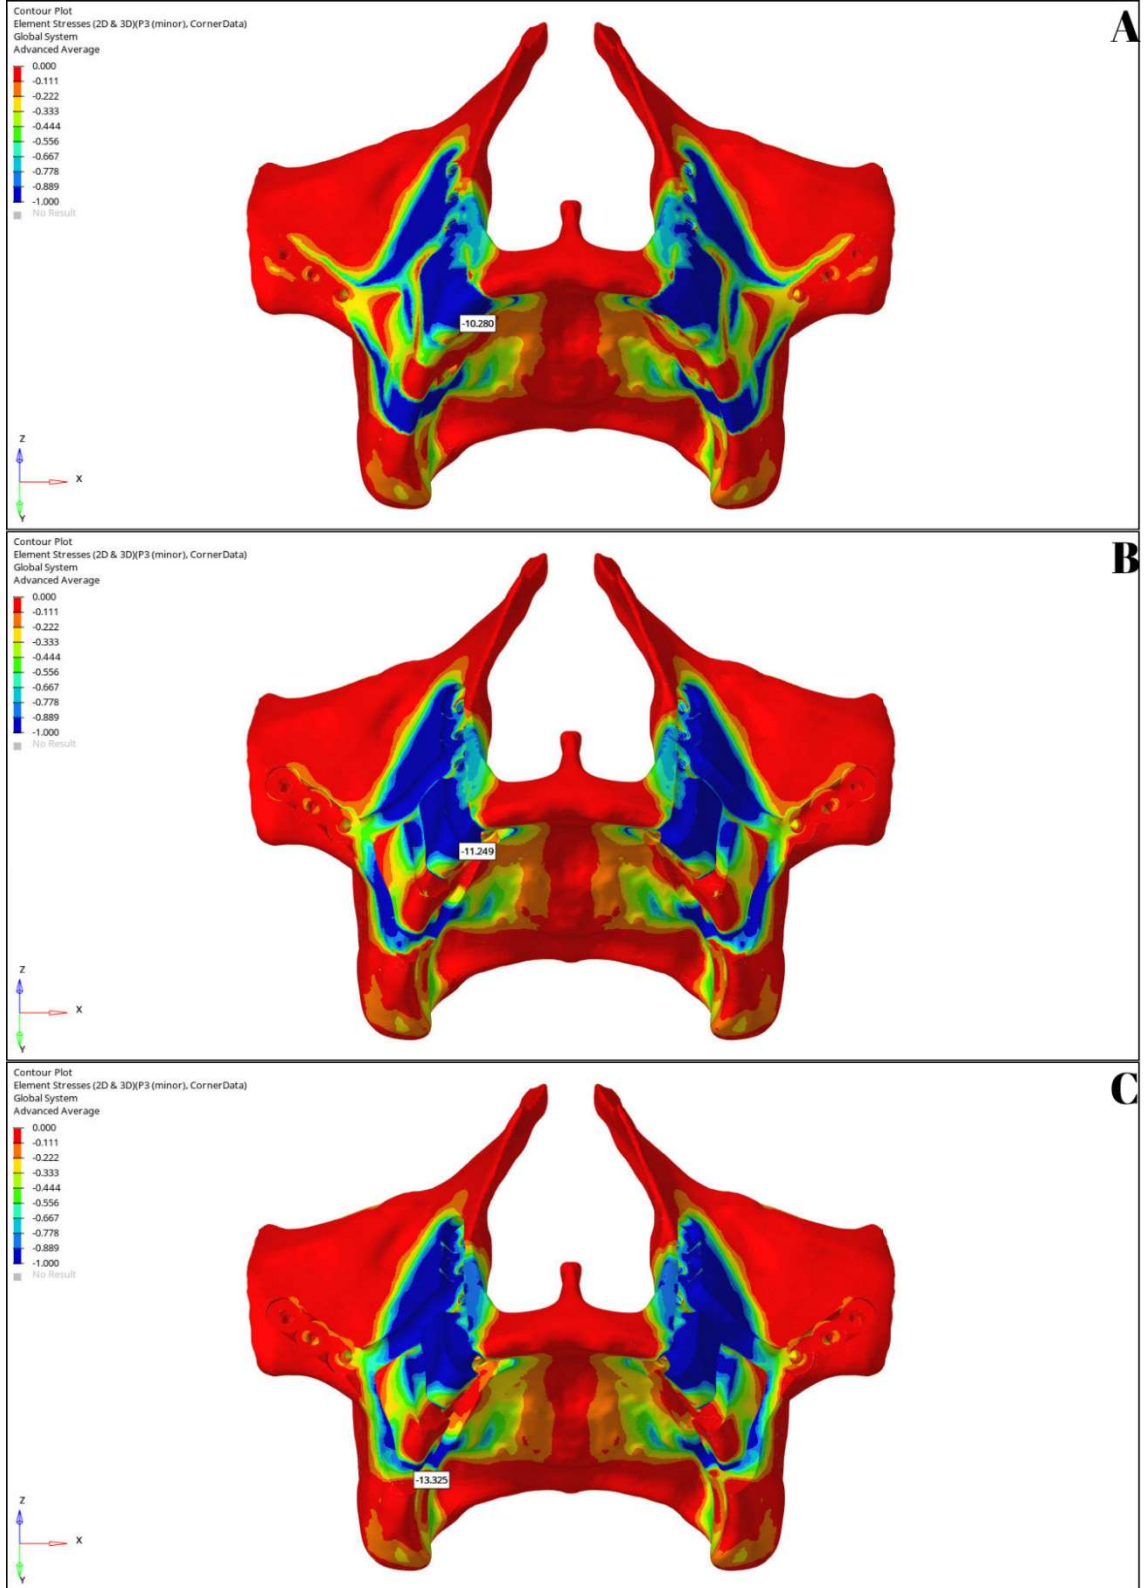 Contour Plot
Element Stresses (2D & 3D)(P3 (minor), CornerData)
Global System
Advanced Average
0.000
-0.111
-0.222
-0.333
-0.444
-0.556
-0.667
-0.778
-0.889
-1.000
No Result
A
-10.280
Z
X
Y
Contour Plot
Element Stresses (2D & 3D)(P3 (minor), CornerData)
Global System
Advanced Average
0.000
-0.111
-0.222
-0.333
-0.444
-0.556
-0.667
-0.778
-0.889
-1.000
No Result
B
-11.249
Z
X
Y
Contour Plot
Element Stresses (2D & 3D)(P3 (minor), CornerData)
Global System
Advanced Average
0.000
-0.111
-0.222
-0.333
-0.444
-0.556
-0.667
-0.778
-0.889
-1.000
No Result
C
-13.325
Z
X
Y